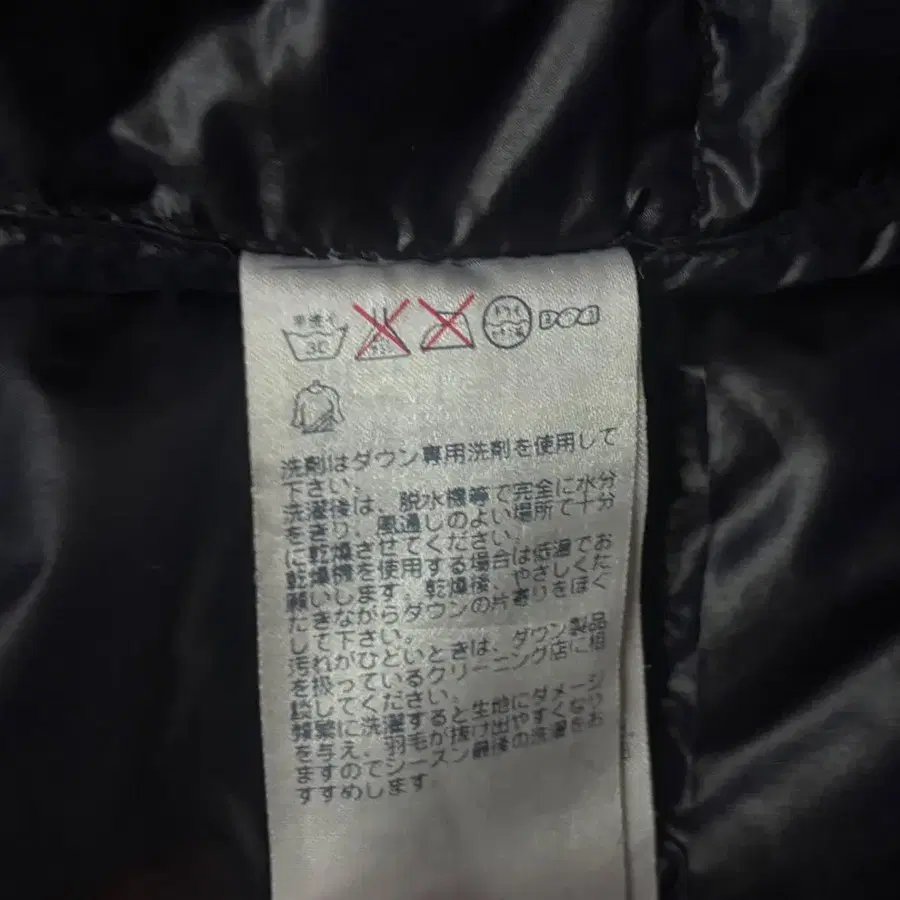 手洗イ
30
エンソ
サラシ
ドライ
セキユ系
洗剤はダウン専用洗剤を使用して
下さい。
洗濯後は、脱水機等で完全に水分
をきり、風通しのよい場所で十分
に乾燥させてください。
乾燥機を使用する場合は低温でお
願いします。乾燥後、やさしくた
たきながらダウンの片寄りをほぐ
して下さい。
汚れがひどいときは、ダウン製品
を扱っているクリーニング店に相
談してください。
頻繁に洗濯すると生地にダメージ
を与え、羽毛が抜け出やすくなり
ますのでシーズン最後の洗濯をお
すすめします